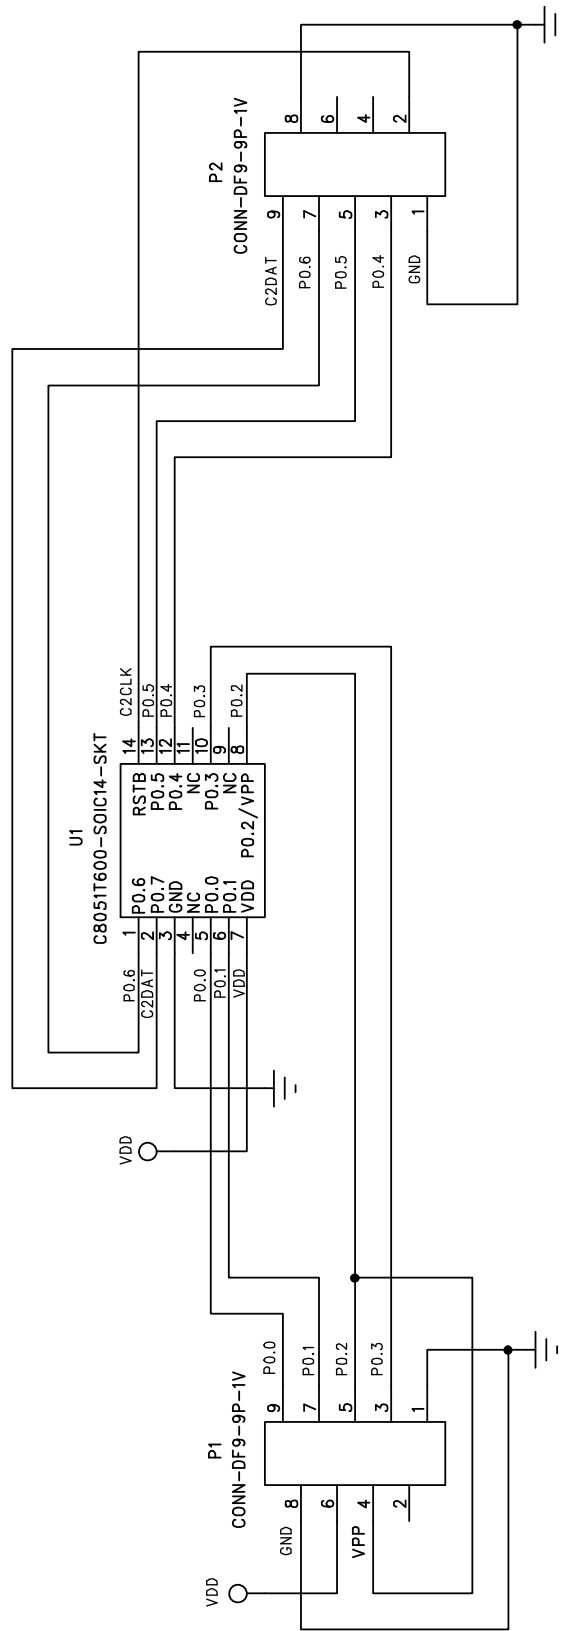 P2
CONN-DF9-9P-1V
8
6
4
2
9
7
5
3
1
C2DAT
P0.6
P0.5
P0.4
GND
U1
C8051T600-SOIC14-SKT
C2CLK
P0.5
P0.4
P0.3
P0.2
14
13
12
11
10
9
8
RSTB
P0.5
P0.4
NC
P0.3
NC
P0.2/VPP
P0.6
P0.7
GND
NC
P0.0
P0.1
VDD
1
2
3
4
5
6
7
P0.6
C2DAT
P0.0
P0.1
VDD
VDD
P1
CONN-DF9-9P-1V
P0.0
P0.1
P0.2
P0.3
9
7
5
3
1
8
6
4
2
GND
VPP
VDD